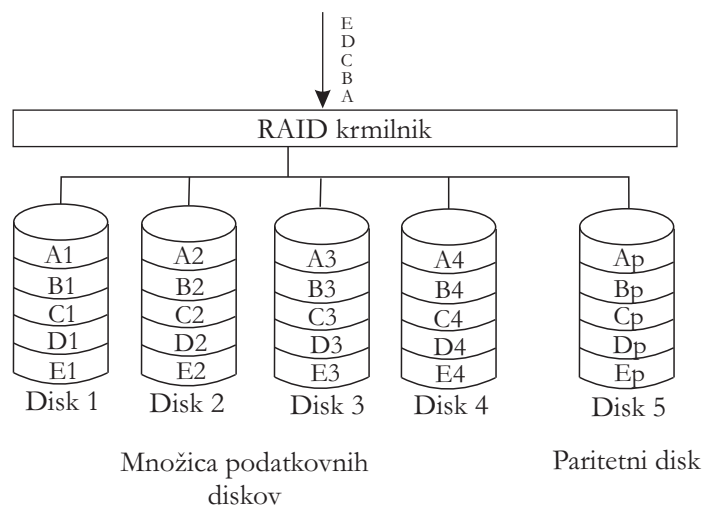 E
D
C
B
A
RAID krmilnik
A1 A2 A3 A4 Ap
B1 B2 B3 B4 Bp
C1 C2 C3 C4 Cp
D1 D2 D3 D4 Dp
E1 E2 E3 E4 Ep
Disk 1 Disk 2 Disk 3 Disk 4 Disk 5
Množica podatkovnih
diskov
Paritetni disk